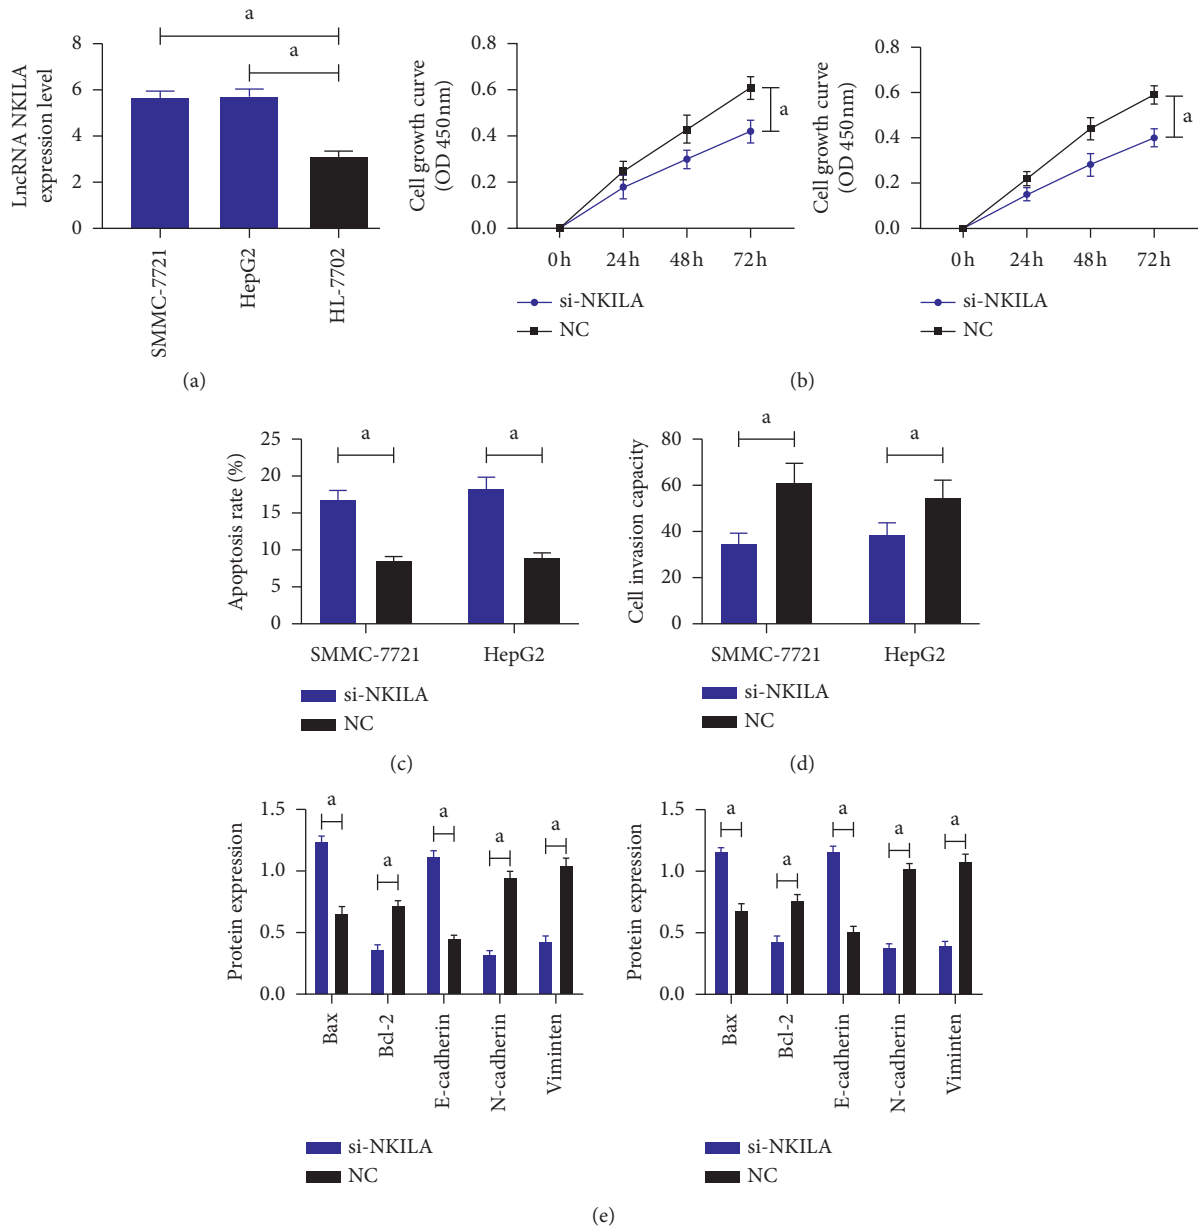 a
a
LncRNA NKILA
expression level
8
6
4
2
0
SMMC-7721
HepG2
HL-7702
(a)
Cell growth curve
(OD 450nm)
0.8
0.6
0.4
0.2
0.0
a
0h 24h 48h 72h
si-NKILA
NC
Cell growth curve
(OD 450nm)
0.8
0.6
0.4
0.2
0.0
a
0h 24h 48h 72h
si-NKILA
NC
(b)
Apoptosis rate (%)
25
20
15
10
5
0
a a
SMMC-7721 HepG2
si-NKILA
NC
(c)
Cell invasion capacity
80
60
40
20
0
a a
SMMC-7721 HepG2
si-NKILA
NC
(d)
Protein expression
1.5
1.0
0.5
0.0
a a a a a
Bax
Bcl-2
E-cadherin
N-cadherin
Viminten
si-NKILA
NC
Protein expression
1.5
1.0
0.5
0.0
a a a a a
Bax
Bcl-2
E-cadherin
N-cadherin
Viminten
si-NKILA
NC
(e)